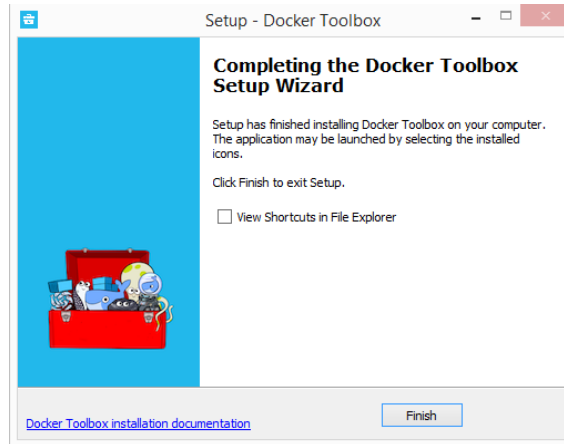 Setup - Docker Toolbox
Completing the Docker Toolbox
Setup Wizard
Setup has finished installing Docker Toolbox on your computer.
The application may be launched by selecting the installed
icons.
Click Finish to exit Setup.
View Shortcuts in File Explorer
Finish
Docker Toolbox installation documentation